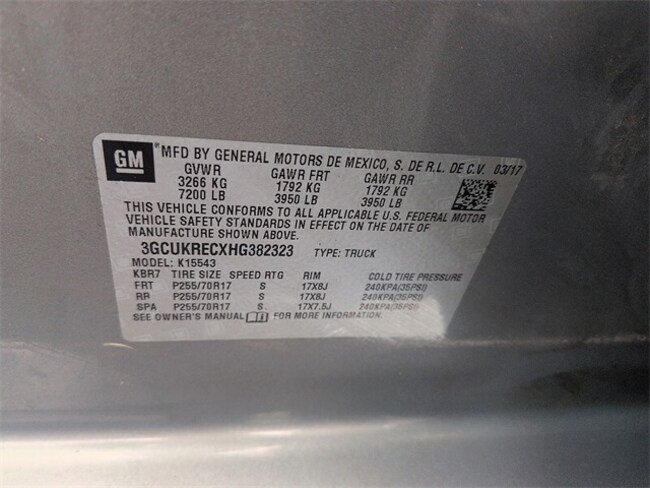 GM MFD BY GENERAL MOTORS DE MEXICO, S. DE R.L. DE C.V. 03/17
GVWR GAWR FRT GAWR RR
3266 KG 1792 KG 1792 KG
7200 LB 3950 LB 3950 LB
THIS VEHICLE CONFORMS TO ALL APPLICABLE U.S. FEDERAL MOTOR
VEHICLE SAFETY STANDARDS IN EFFECT ON THE DATE OF
MANUFACTURE SHOWN ABOVE.
3GCUKRECXHG382323 TYPE: TRUCK
MODEL: K15543
KBR7 TIRE SIZE SPEED RTG RIM COLD TIRE PRESSURE
FRT P255/70R17 S 17X8J 240KPA(35PSI)
RR P255/70R17 S 17X8J 240KPA(35PSI)
SPA P255/70R17 S 17X7.5J 240KPA(35PSI)
SEE OWNER'S MANUAL FOR MORE INFORMATION